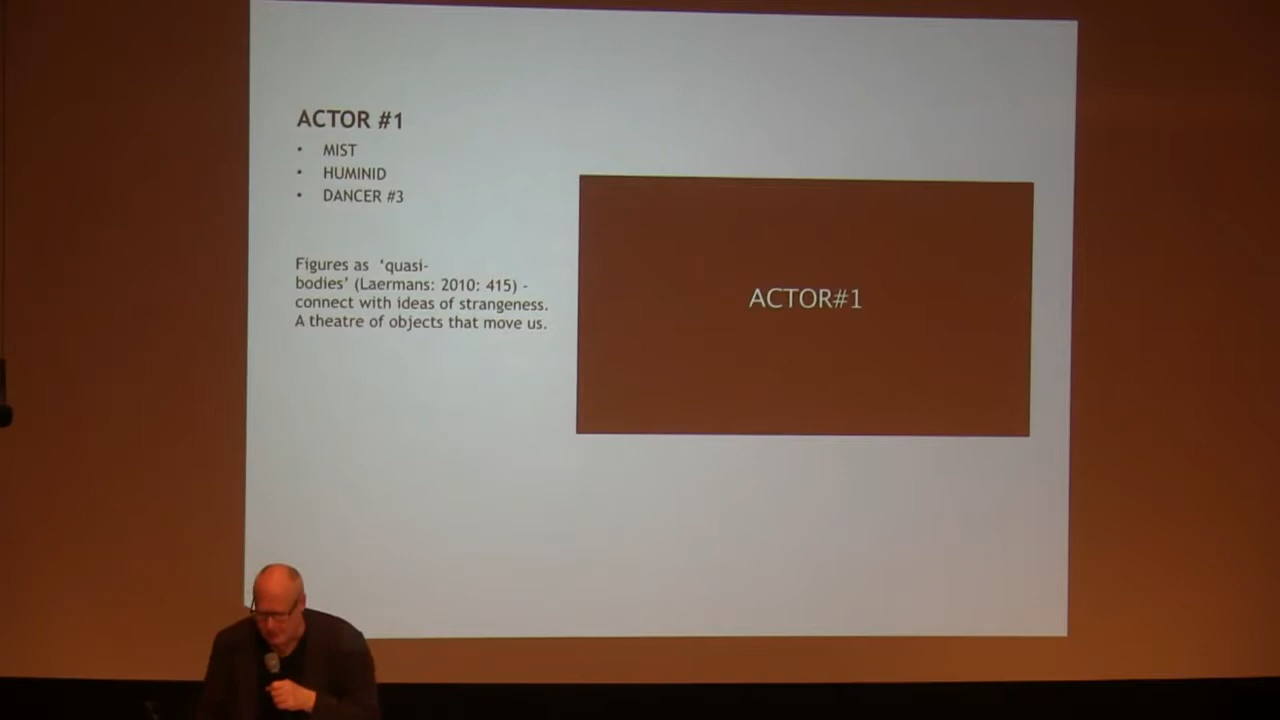 ACTOR #1
• MIST
• HUMINID
• DANCER #3
Figures as ‘quasi-
bodies’ (Laermans: 2010: 415) -
connect with ideas of strangeness.
A theatre of objects that move us.
ACTOR#1